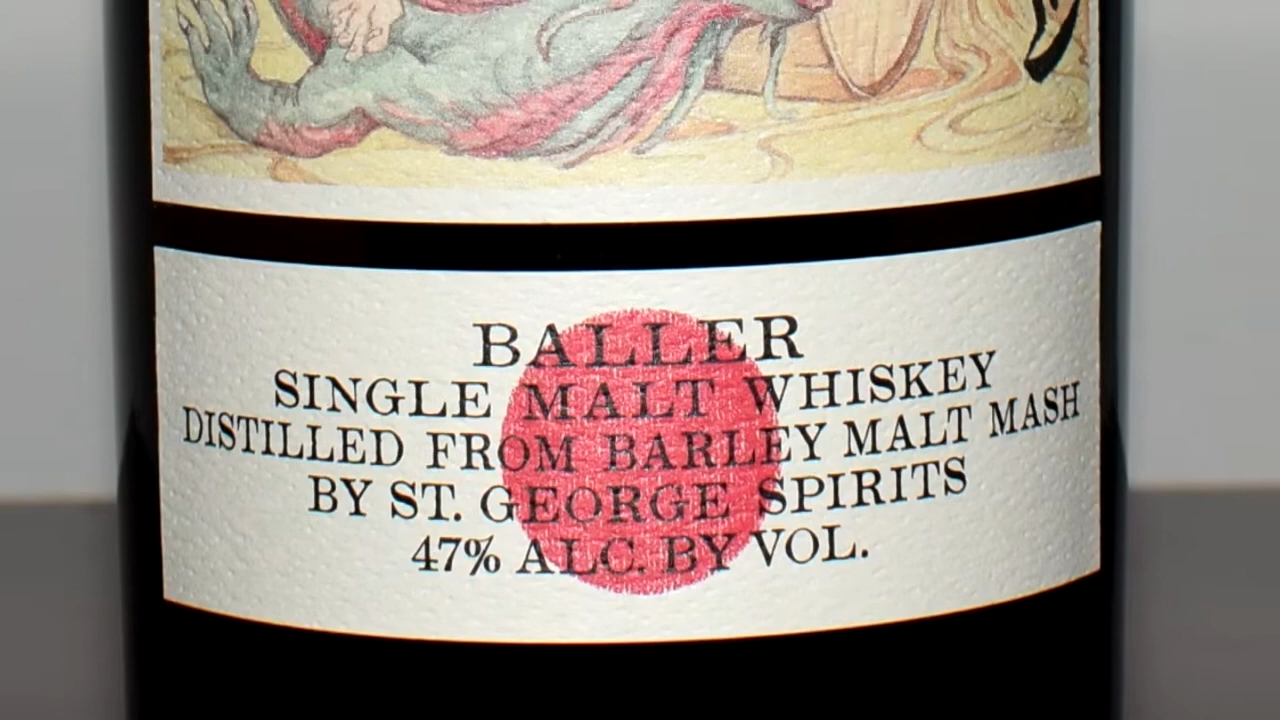 BALLER
SINGLE MALT WHISKEY
DISTILLED FROM BARLEY MALT MASH
BY ST. GEORGE SPIRITS
47% ALC. BY VOL.